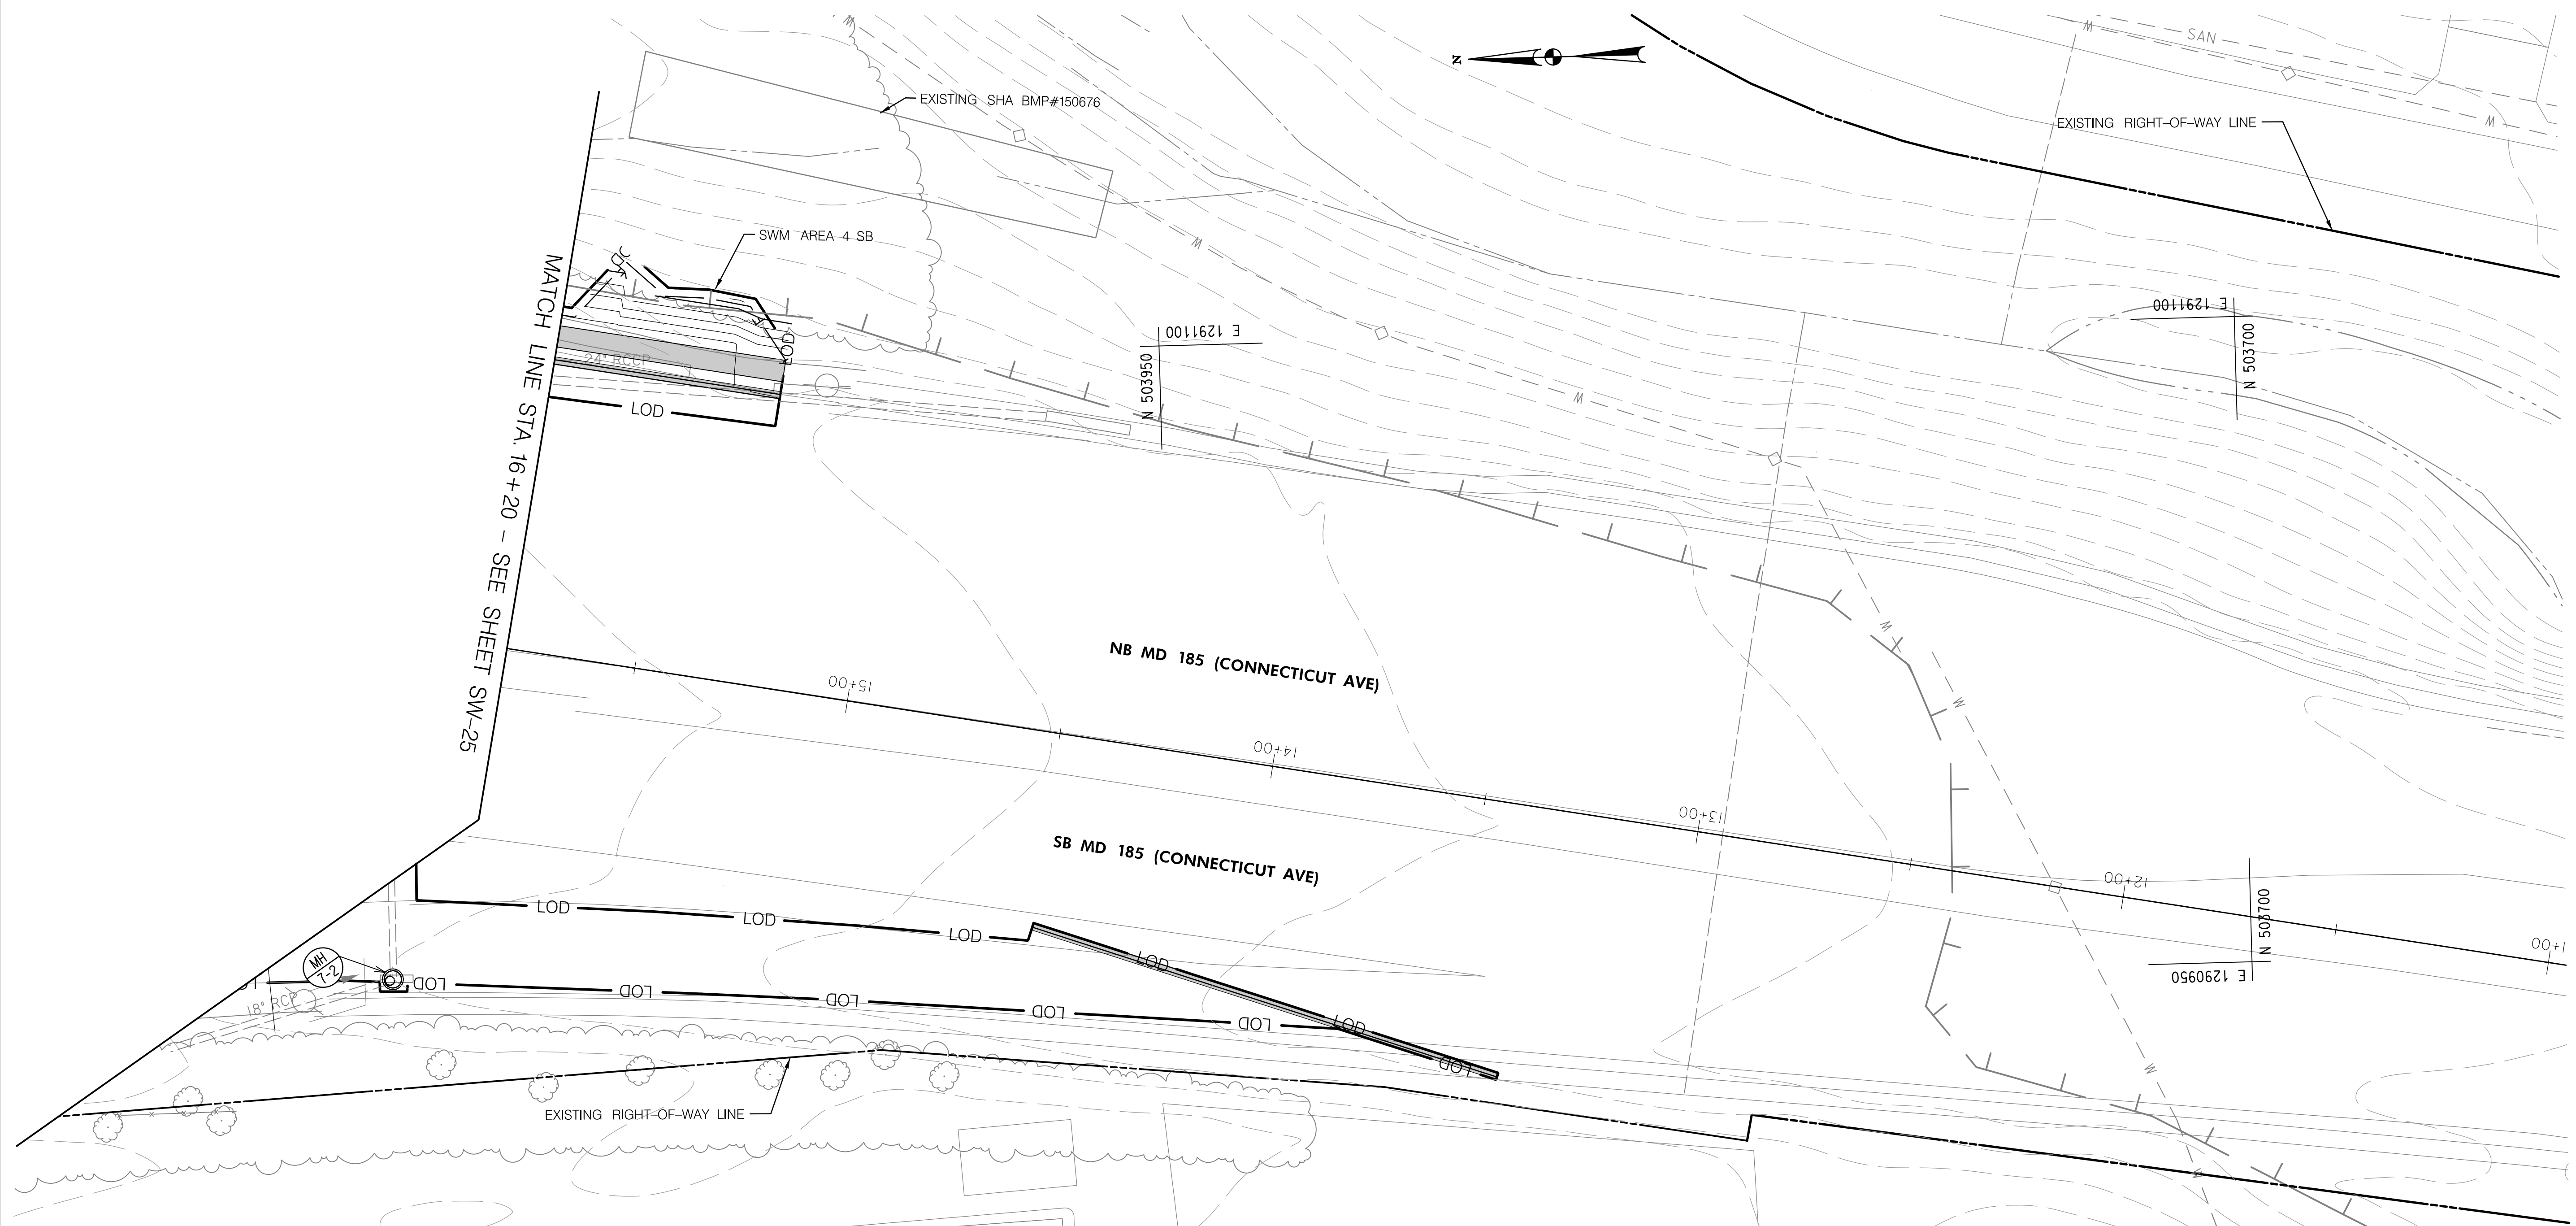 W
W
SAN
N
EXISTING SHA BMP#150676
W
EXISTING RIGHT-OF-WAY LINE
W
SWM AREA 4 SB
E 1291100
N 503950
E 1291100
N 503700
LOD
24" RCCP
LOD
W
MATCH LINE STA. 16+20 - SEE SHEET SW-25
W
W
NB MD 185 (CONNECTICUT AVE)
15+00
14+00
13+00
12+00
SB MD 185 (CONNECTICUT AVE)
N 503700
E 1290950
LOD
LOD
LOD
LOD
MH
7-2
LOD
LOD
LOD
LOD
LOD
LOD
LOD
18" RCP
W
EXISTING RIGHT-OF-WAY LINE
W